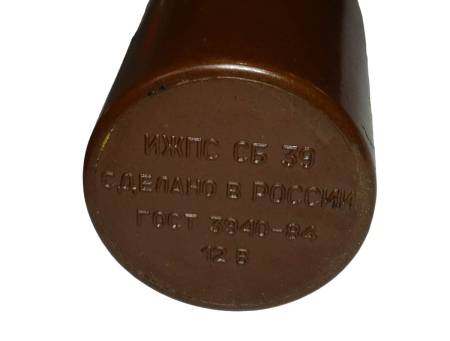 ИЖПС СБ 39
СДЕЛАНО В РОССИИ
ГОСТ 3940-84
12 В